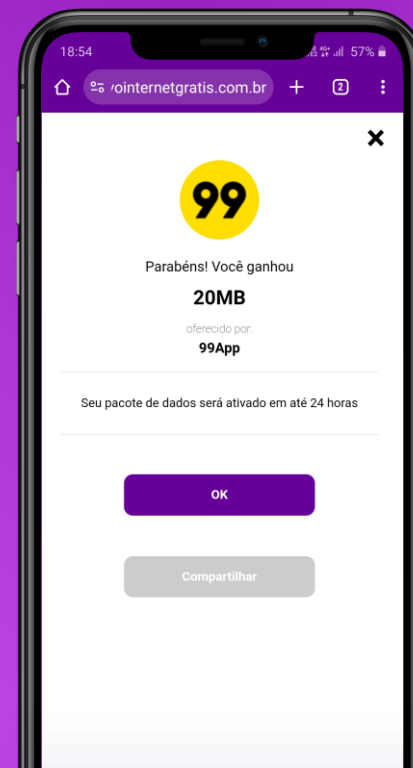 18:54
4G+ 57%
vointernetgratis.com.br
2
99
Parabéns! Você ganhou
20MB
oferecido por:
99App
Seu pacote de dados será ativado em até 24 horas
OK
Compartilhar